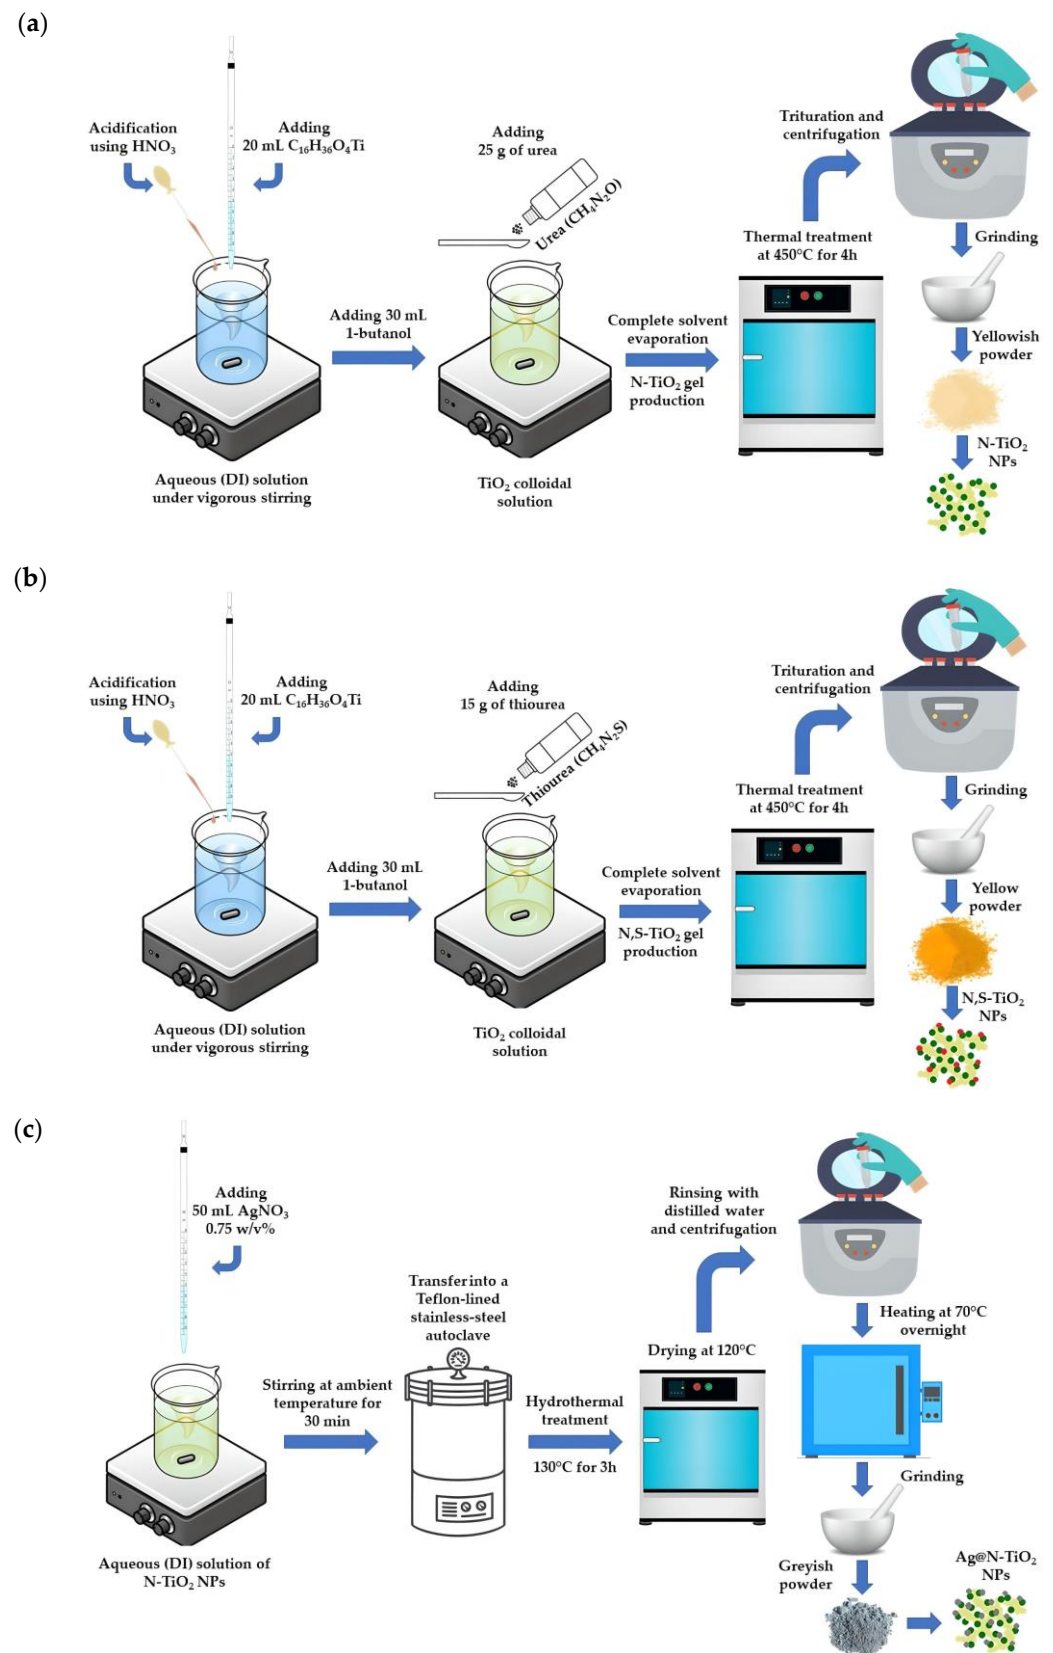 (a)
Acidification
using HNO₃
Adding
20 mL C₁₆H₃₆O₄Ti
Adding
25 g of urea
Urea (CH₄N₂O)
Trituration and
centrifugation
Thermal treatment
at 450°C for 4h
Grinding
Adding 30 mL
1-butanol
Complete solvent
evaporation
N-TiO₂ gel
production
Yellowish
powder
N-TiO₂
NPs
Aqueous (DI) solution
under vigorous stirring
TiO₂ colloidal
solution
(b)
Acidification
using HNO₃
Adding
20 mL C₁₆H₃₆O₄Ti
Adding
15 g of thiourea
Thiourea (CH₄N₂S)
Trituration and
centrifugation
Thermal treatment
at 450°C for 4h
Grinding
Adding 30 mL
1-butanol
Complete solvent
evaporation
N,S-TiO₂ gel
production
Yellow
powder
N,S-TiO₂
NPs
Aqueous (DI) solution
under vigorous stirring
TiO₂ colloidal
solution
(c)
Adding
50 mL AgNO₃
0.75 w/v%
Rinsing with
distilled water
and centrifugation
Transfer into a
Teflon-lined
stainless-steel
autoclave
Heating at 70°C
overnight
Drying at 120°C
Stirring at ambient
temperature for
30 min
Hydrothermal
treatment
130°C for 3h
Grinding
Aqueous (DI) solution of
N-TiO₂ NPs
Greyish
powder
Ag@N-TiO₂
NPs